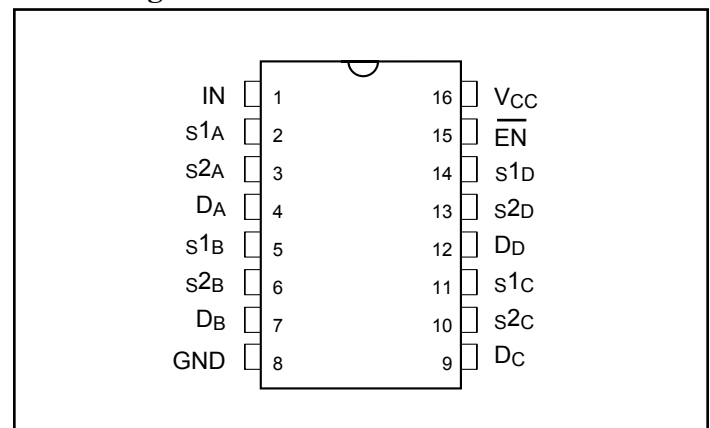 IN 1 16 VCC
S1A 2 15 EN
S2A 3 14 S1D
DA 4 13 S2D
S1B 5 12 DD
S2B 6 11 S1C
DB 7 10 S2C
GND 8 9 DC